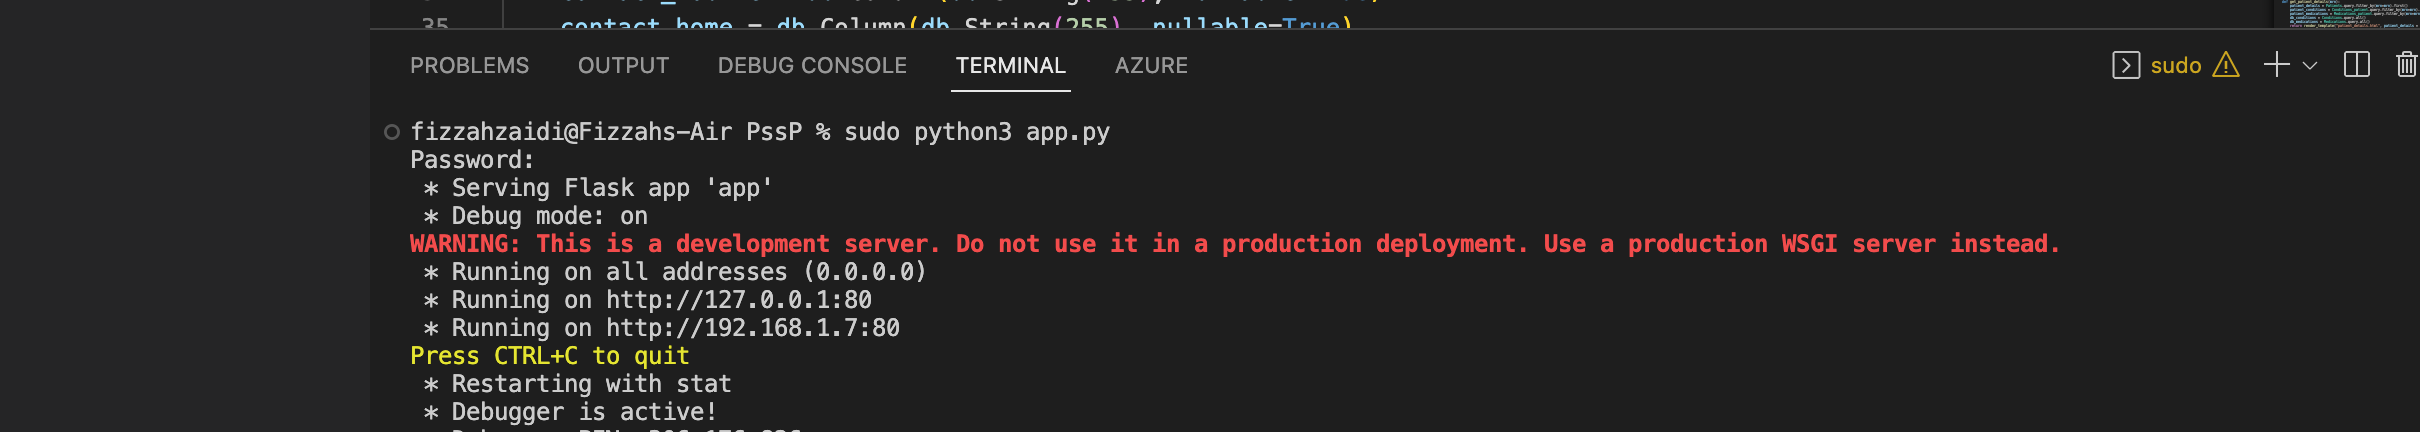 35 contact_home = db.Column(db.String(255), nullable=True)
PROBLEMS OUTPUT DEBUG CONSOLE TERMINAL AZURE sudo
fizzahzaidi@Fizzahs-Air PssP % sudo python3 app.py
Password:
* Serving Flask app 'app'
* Debug mode: on
WARNING: This is a development server. Do not use it in a production deployment. Use a production WSGI server instead.
* Running on all addresses (0.0.0.0)
* Running on http://127.0.0.1:80
* Running on http://192.168.1.7:80
Press CTRL+C to quit
* Restarting with stat
* Debugger is active!